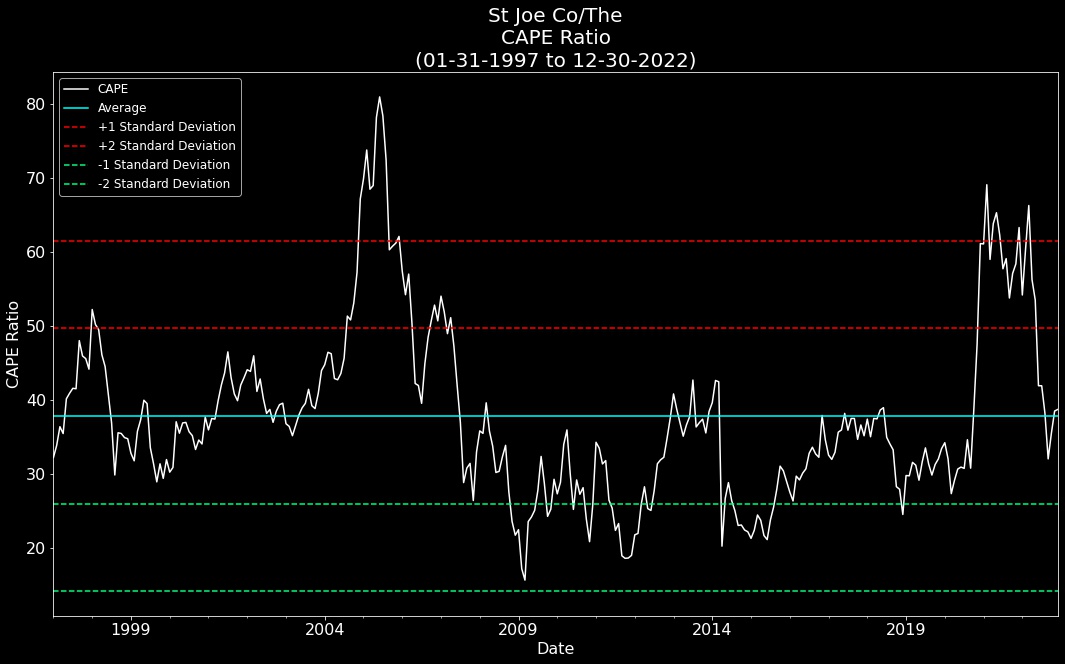 St Joe Co/The
CAPE Ratio
(01-31-1997 to 12-30-2022)
CAPE
Average
+1 Standard Deviation
+2 Standard Deviation
-1 Standard Deviation
-2 Standard Deviation
80
70
60
50
40
30
20
CAPE Ratio
1999 2004 2009 2014 2019
Date